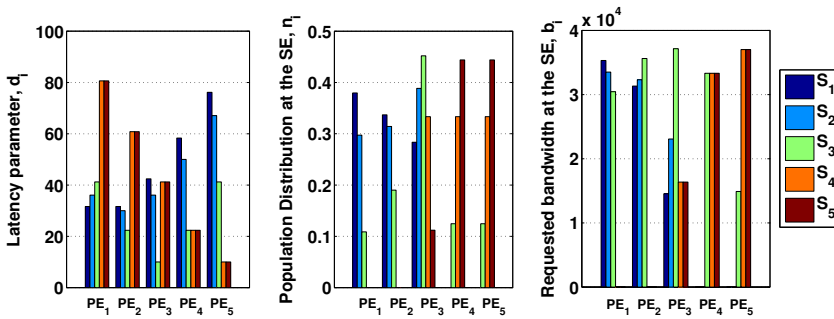 Latency parameter, d_i
100
80
60
40
20
0
PE_1 PE_2 PE_3 PE_4 PE_5
Population Distribution at the SE, n_i
0.5
0.4
0.3
0.2
0.1
0
PE_1 PE_2 PE_3 PE_4 PE_5
Requested bandwidth at the SE, b_i
x 10^4
4
3
2
1
0
PE_1 PE_2 PE_3 PE_4 PE_5
S_1
S_2
S_3
S_4
S_5